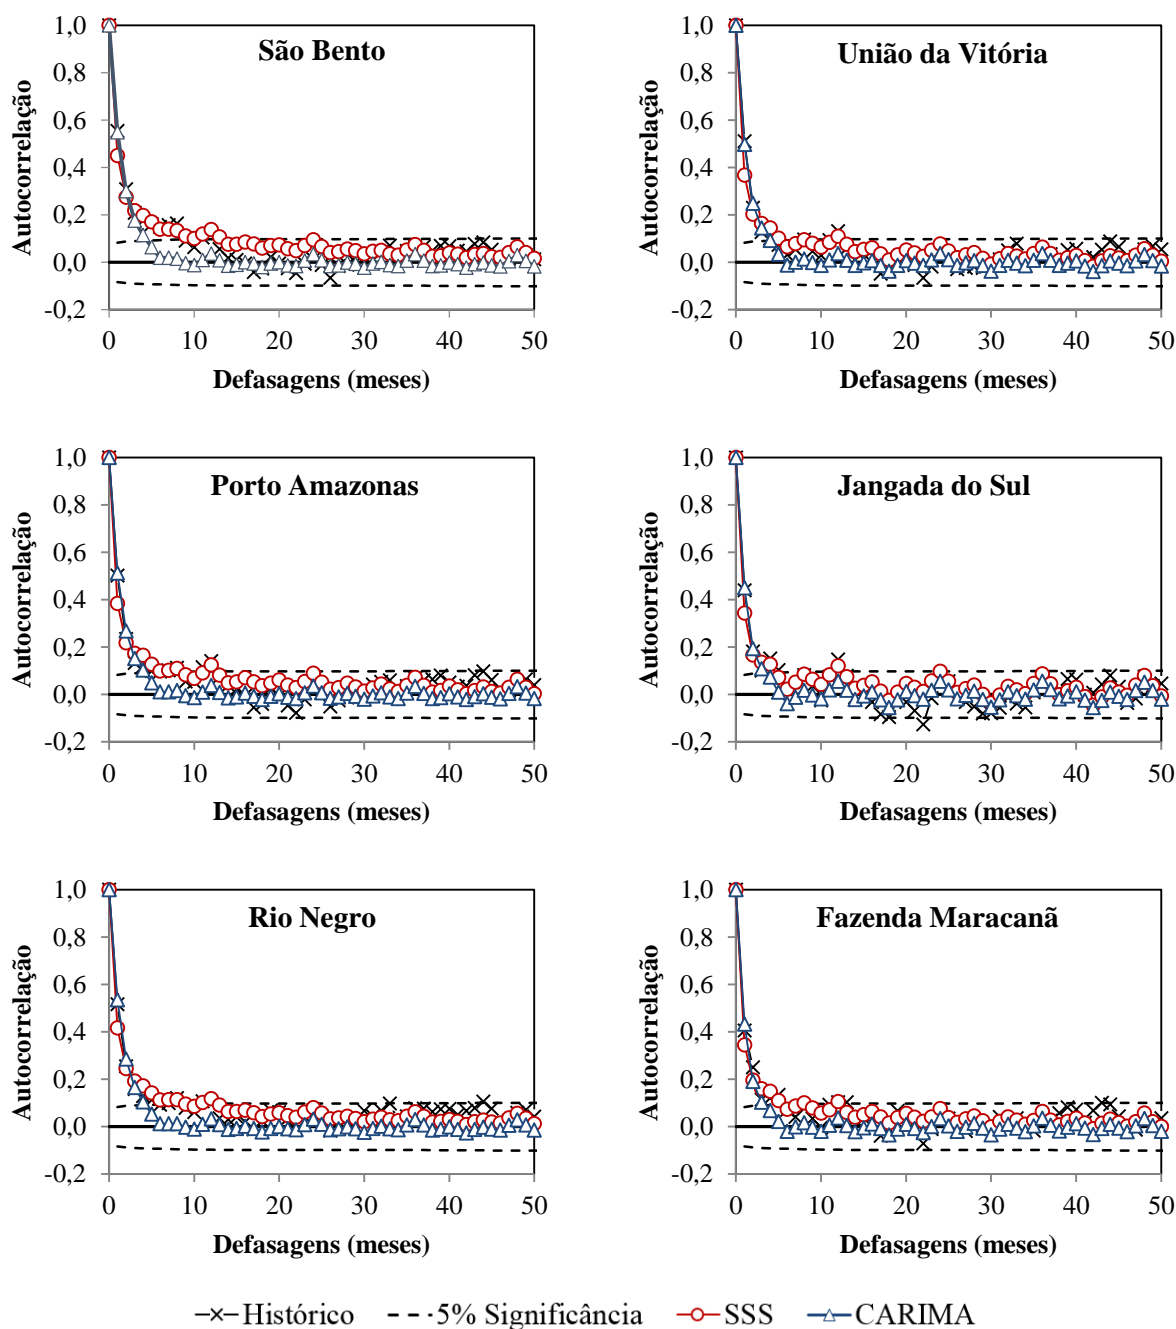 São Bento
Autocorrelação
1,0
0,8
0,6
0,4
0,2
0,0
-0,2
0 10 20 30 40 50
Defasagens (meses)
União da Vitória
Autocorrelação
1,0
0,8
0,6
0,4
0,2
0,0
-0,2
0 10 20 30 40 50
Defasagens (meses)
Porto Amazonas
Autocorrelação
1,0
0,8
0,6
0,4
0,2
0,0
-0,2
0 10 20 30 40 50
Defasagens (meses)
Jangada do Sul
Autocorrelação
1,0
0,8
0,6
0,4
0,2
0,0
-0,2
0 10 20 30 40 50
Defasagens (meses)
Rio Negro
Autocorrelação
1,0
0,8
0,6
0,4
0,2
0,0
-0,2
0 10 20 30 40 50
Defasagens (meses)
Fazenda Maracanã
Autocorrelação
1,0
0,8
0,6
0,4
0,2
0,0
-0,2
0 10 20 30 40 50
Defasagens (meses)
Histórico 5% Significância SSS CARIMA